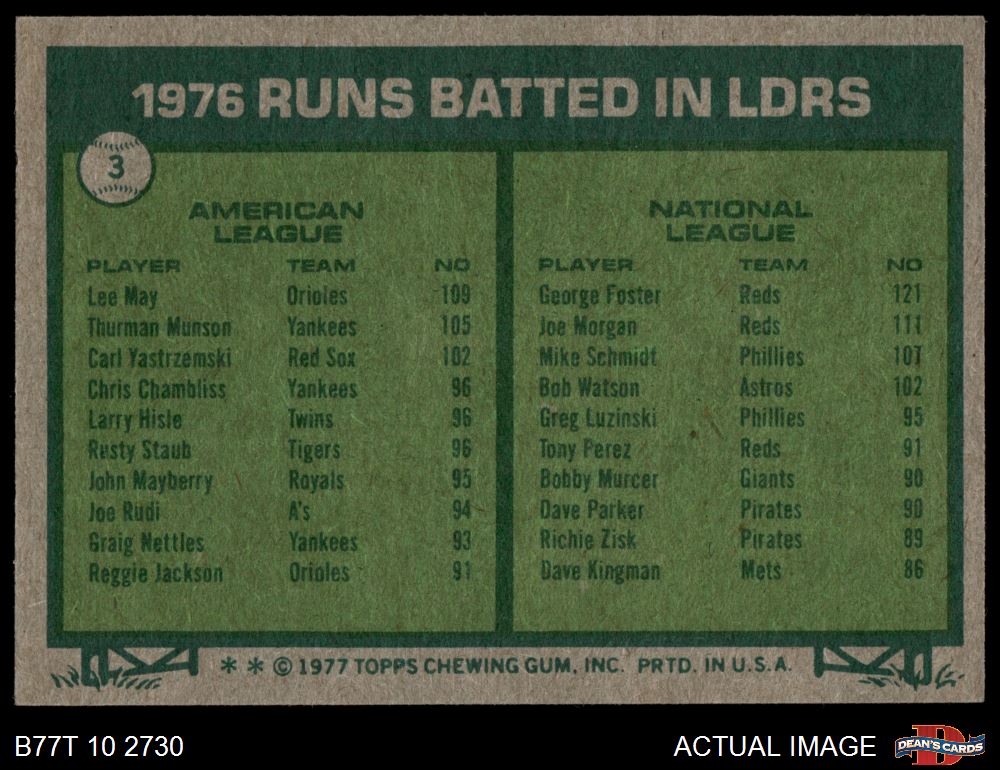 1976 RUNS BATTED IN LDRS
3
AMERICAN
LEAGUE
PLAYER TEAM NO
Lee May Orioles 109
Thurman Munson Yankees 105
Carl Yastrzemski Red Sox 102
Chris Chambliss Yankees 96
Larry Hisle Twins 96
Rusty Staub Tigers 96
John Mayberry Royals 95
Joe Rudi A's 94
Graig Nettles Yankees 93
Reggie Jackson Orioles 91
NATIONAL
LEAGUE
PLAYER TEAM NO
George Foster Reds 121
Joe Morgan Reds 111
Mike Schmidt Phillies 107
Bob Watson Astros 102
Greg Luzinski Phillies 95
Tony Perez Reds 91
Bobby Murcer Giants 90
Dave Parker Pirates 90
Richie Zisk Pirates 89
Dave Kingman Mets 86
* * © 1977 TOPPS CHEWING GUM, INC. PRTD. IN U.S.A.
B77T 10 2730
ACTUAL IMAGE
D
DEAN'S CARDS